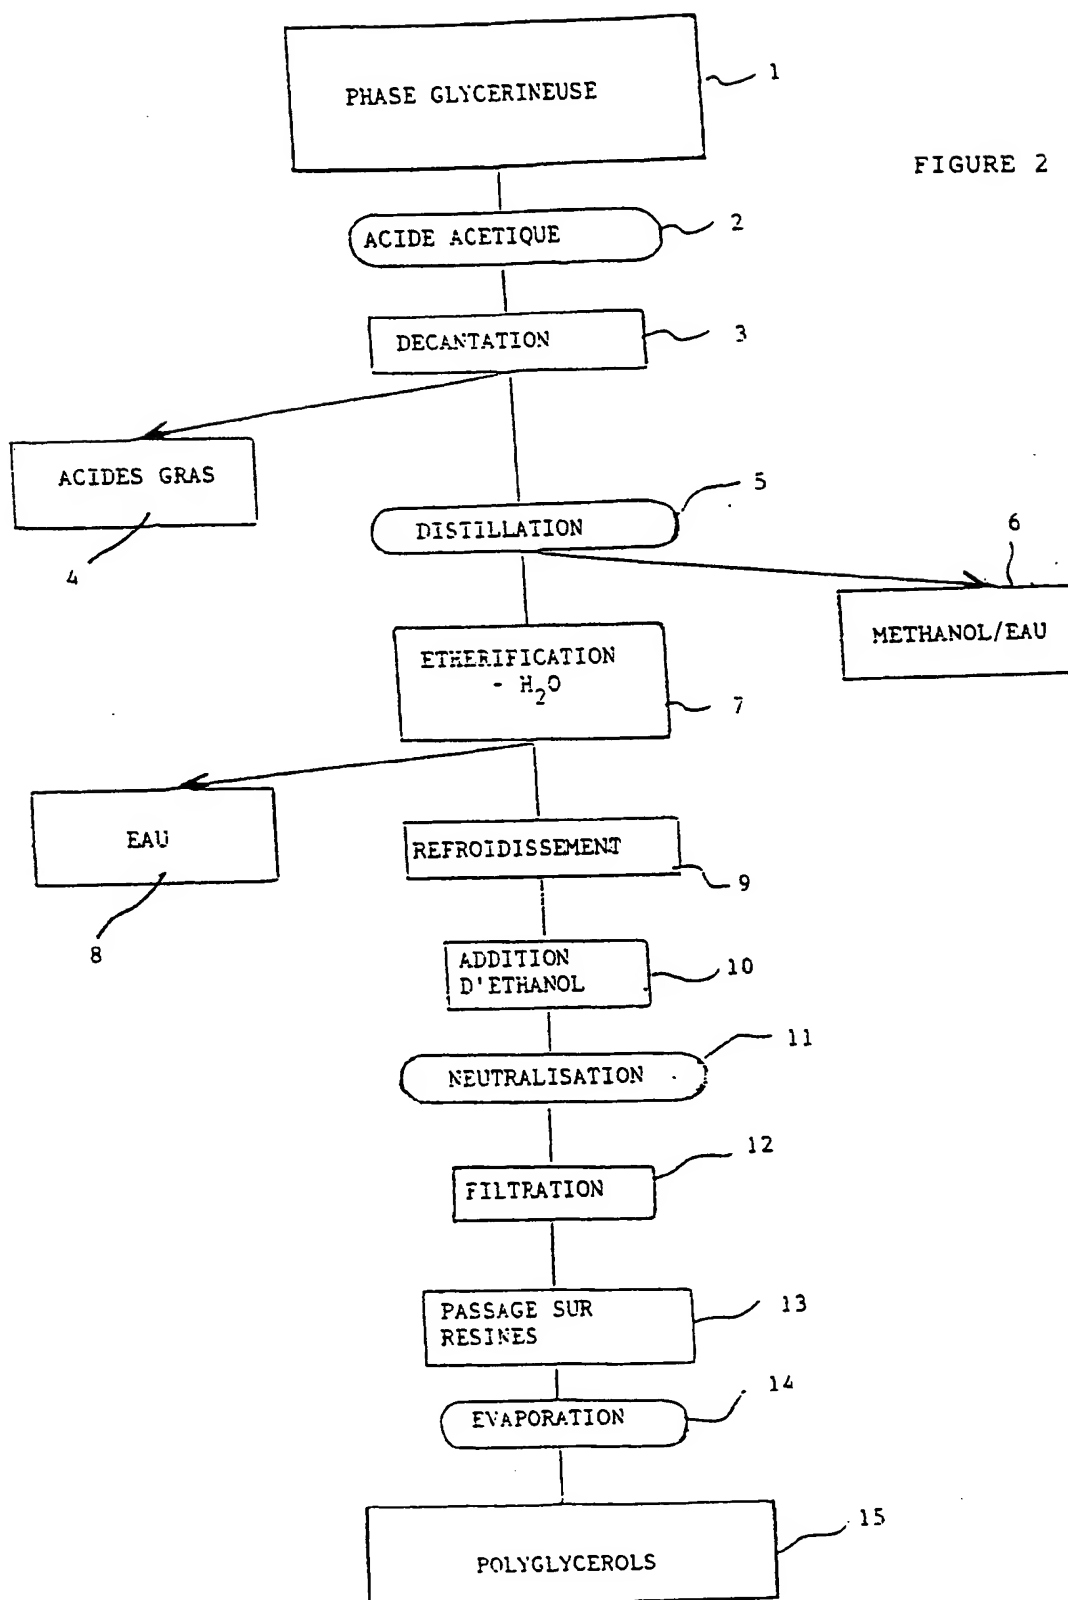 PHASE GLYCERINEUSE
1
FIGURE 2
ACIDE ACETIQUE
2
DECANTATION
3
ACIDES GRAS
4
DISTILLATION
5
6
METHANOL/EAU
ETHERIFICATION
- H₂O
7
EAU
8
REFROIDISSEMENT
9
ADDITION
D'ETHANOL
10
NEUTRALISATION
11
FILTRATION
12
PASSAGE SUR
RESINES
13
EVAPORATION
14
POLYGLYCEROLS
15